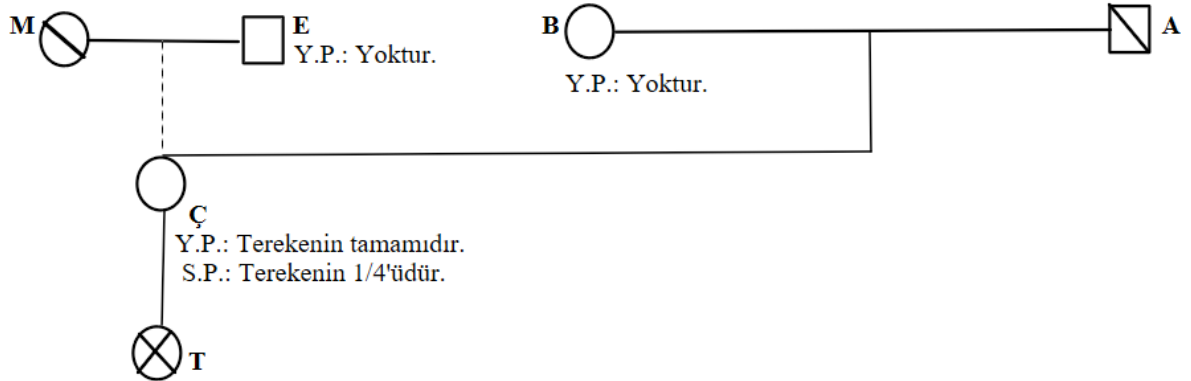 M
E
Y.P.: Yoktur.
B
Y.P.: Yoktur.
A
Ç
Y.P.: Terekenin tamamıdır.
S.P.: Terekenin 1/4'üdür.
T